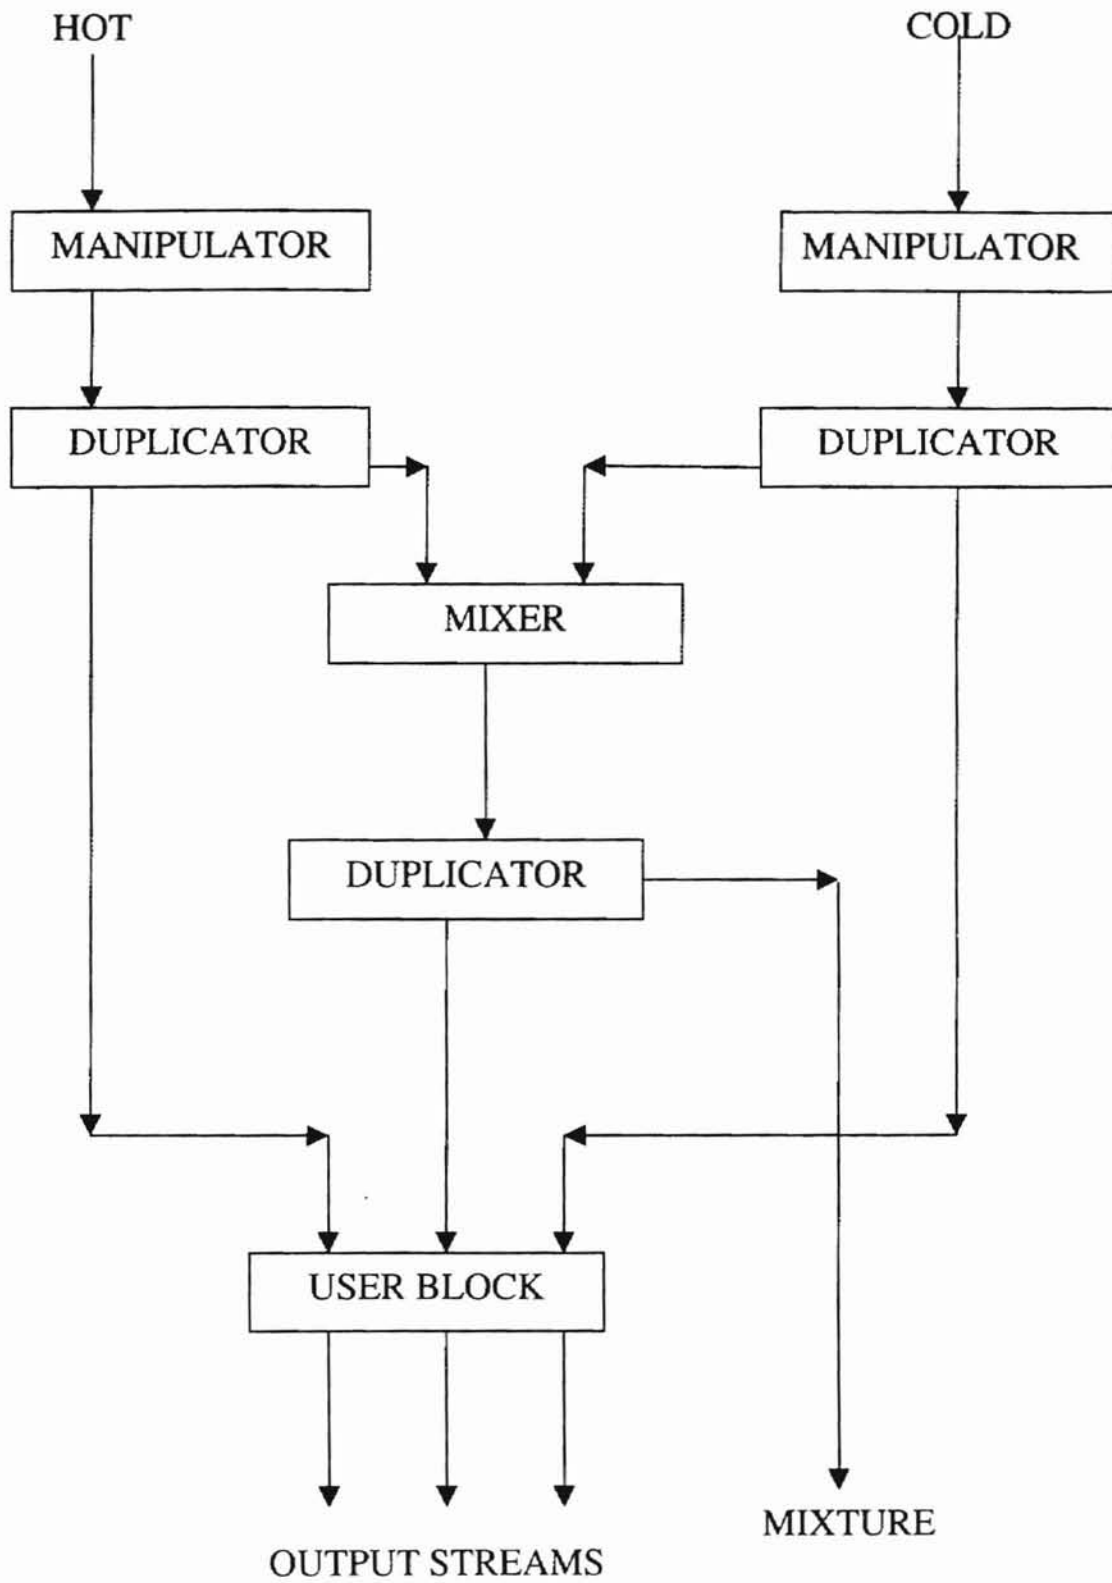 HOT
COLD
MANIPULATOR
MANIPULATOR
DUPLICATOR
DUPLICATOR
MIXER
DUPLICATOR
USER BLOCK
MIXTURE
OUTPUT STREAMS